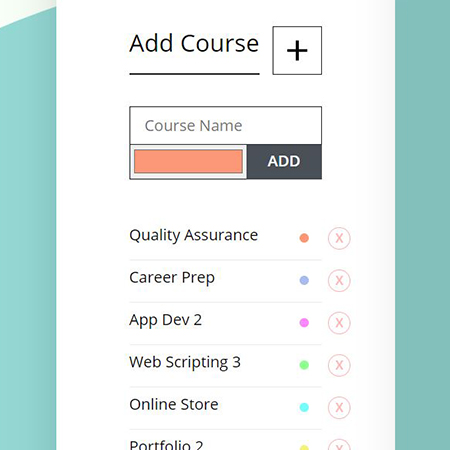 Add Course +
Course Name
ADD
Quality Assurance X
Career Prep X
App Dev 2 X
Web Scripting 3 X
Online Store X
Portfolio 2 X